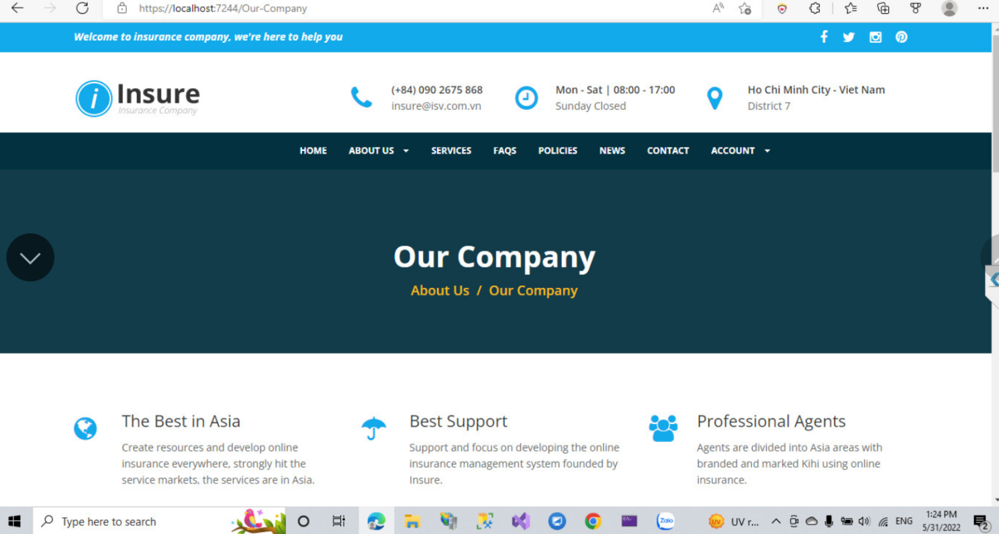 https://localhost:7244/Our-Company
Welcome to insurance company, we're here to help you
i Insure
Insurance Company
(+84) 090 2675 868
insure@isv.com.vn
Mon - Sat | 08:00 - 17:00
Sunday Closed
Ho Chi Minh City - Viet Nam
District 7
HOME ABOUT US SERVICES FAQS POLICIES NEWS CONTACT ACCOUNT
Our Company
About Us / Our Company
The Best in Asia
Create resources and develop online
insurance everywhere, strongly hit the
service markets, the services are in Asia.
Best Support
Support and focus on developing the online
insurance management system founded by
Insure.
Professional Agents
Agents are divided into Asia areas with
branded and marked Kihi using online
insurance.
Type here to search
Zalo
UV
UV r...
ENG
1:24 PM
5/31/2022
2